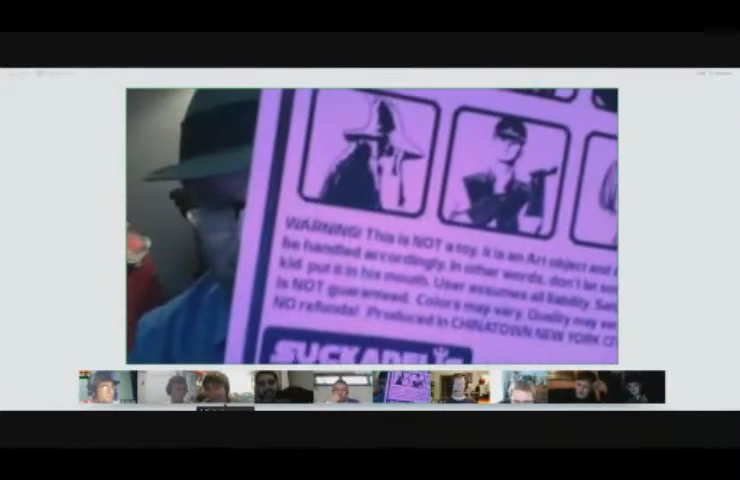 WARNING! This is NOT a toy. It is an Art object and
be handled accordingly. In other words, don't let
kid put it in his mouth. User assumes all liability.
is NOT guaranteed. Colors may vary. Quality may
NO refunds! Produced in CHINATOWN NEW YORK
SUCKADELIC